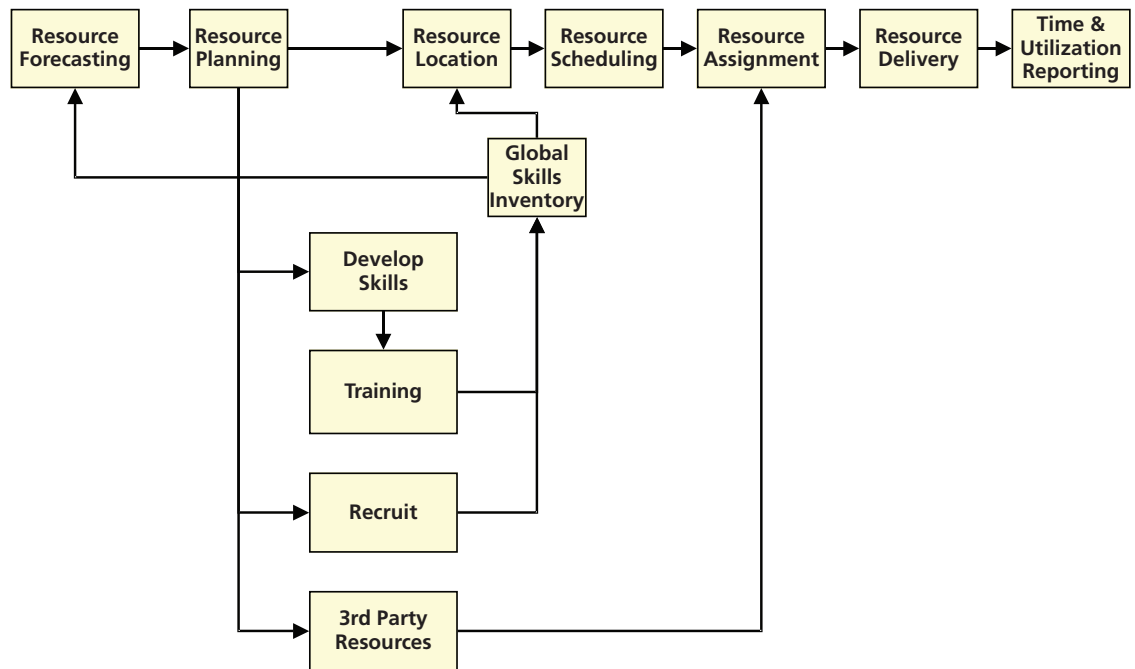 Resource
Forecasting
Resource
Planning
Resource
Location
Resource
Scheduling
Resource
Assignment
Resource
Delivery
Time &
Utilization
Reporting
Global
Skills
Inventory
Develop
Skills
Training
Recruit
3rd Party
Resources